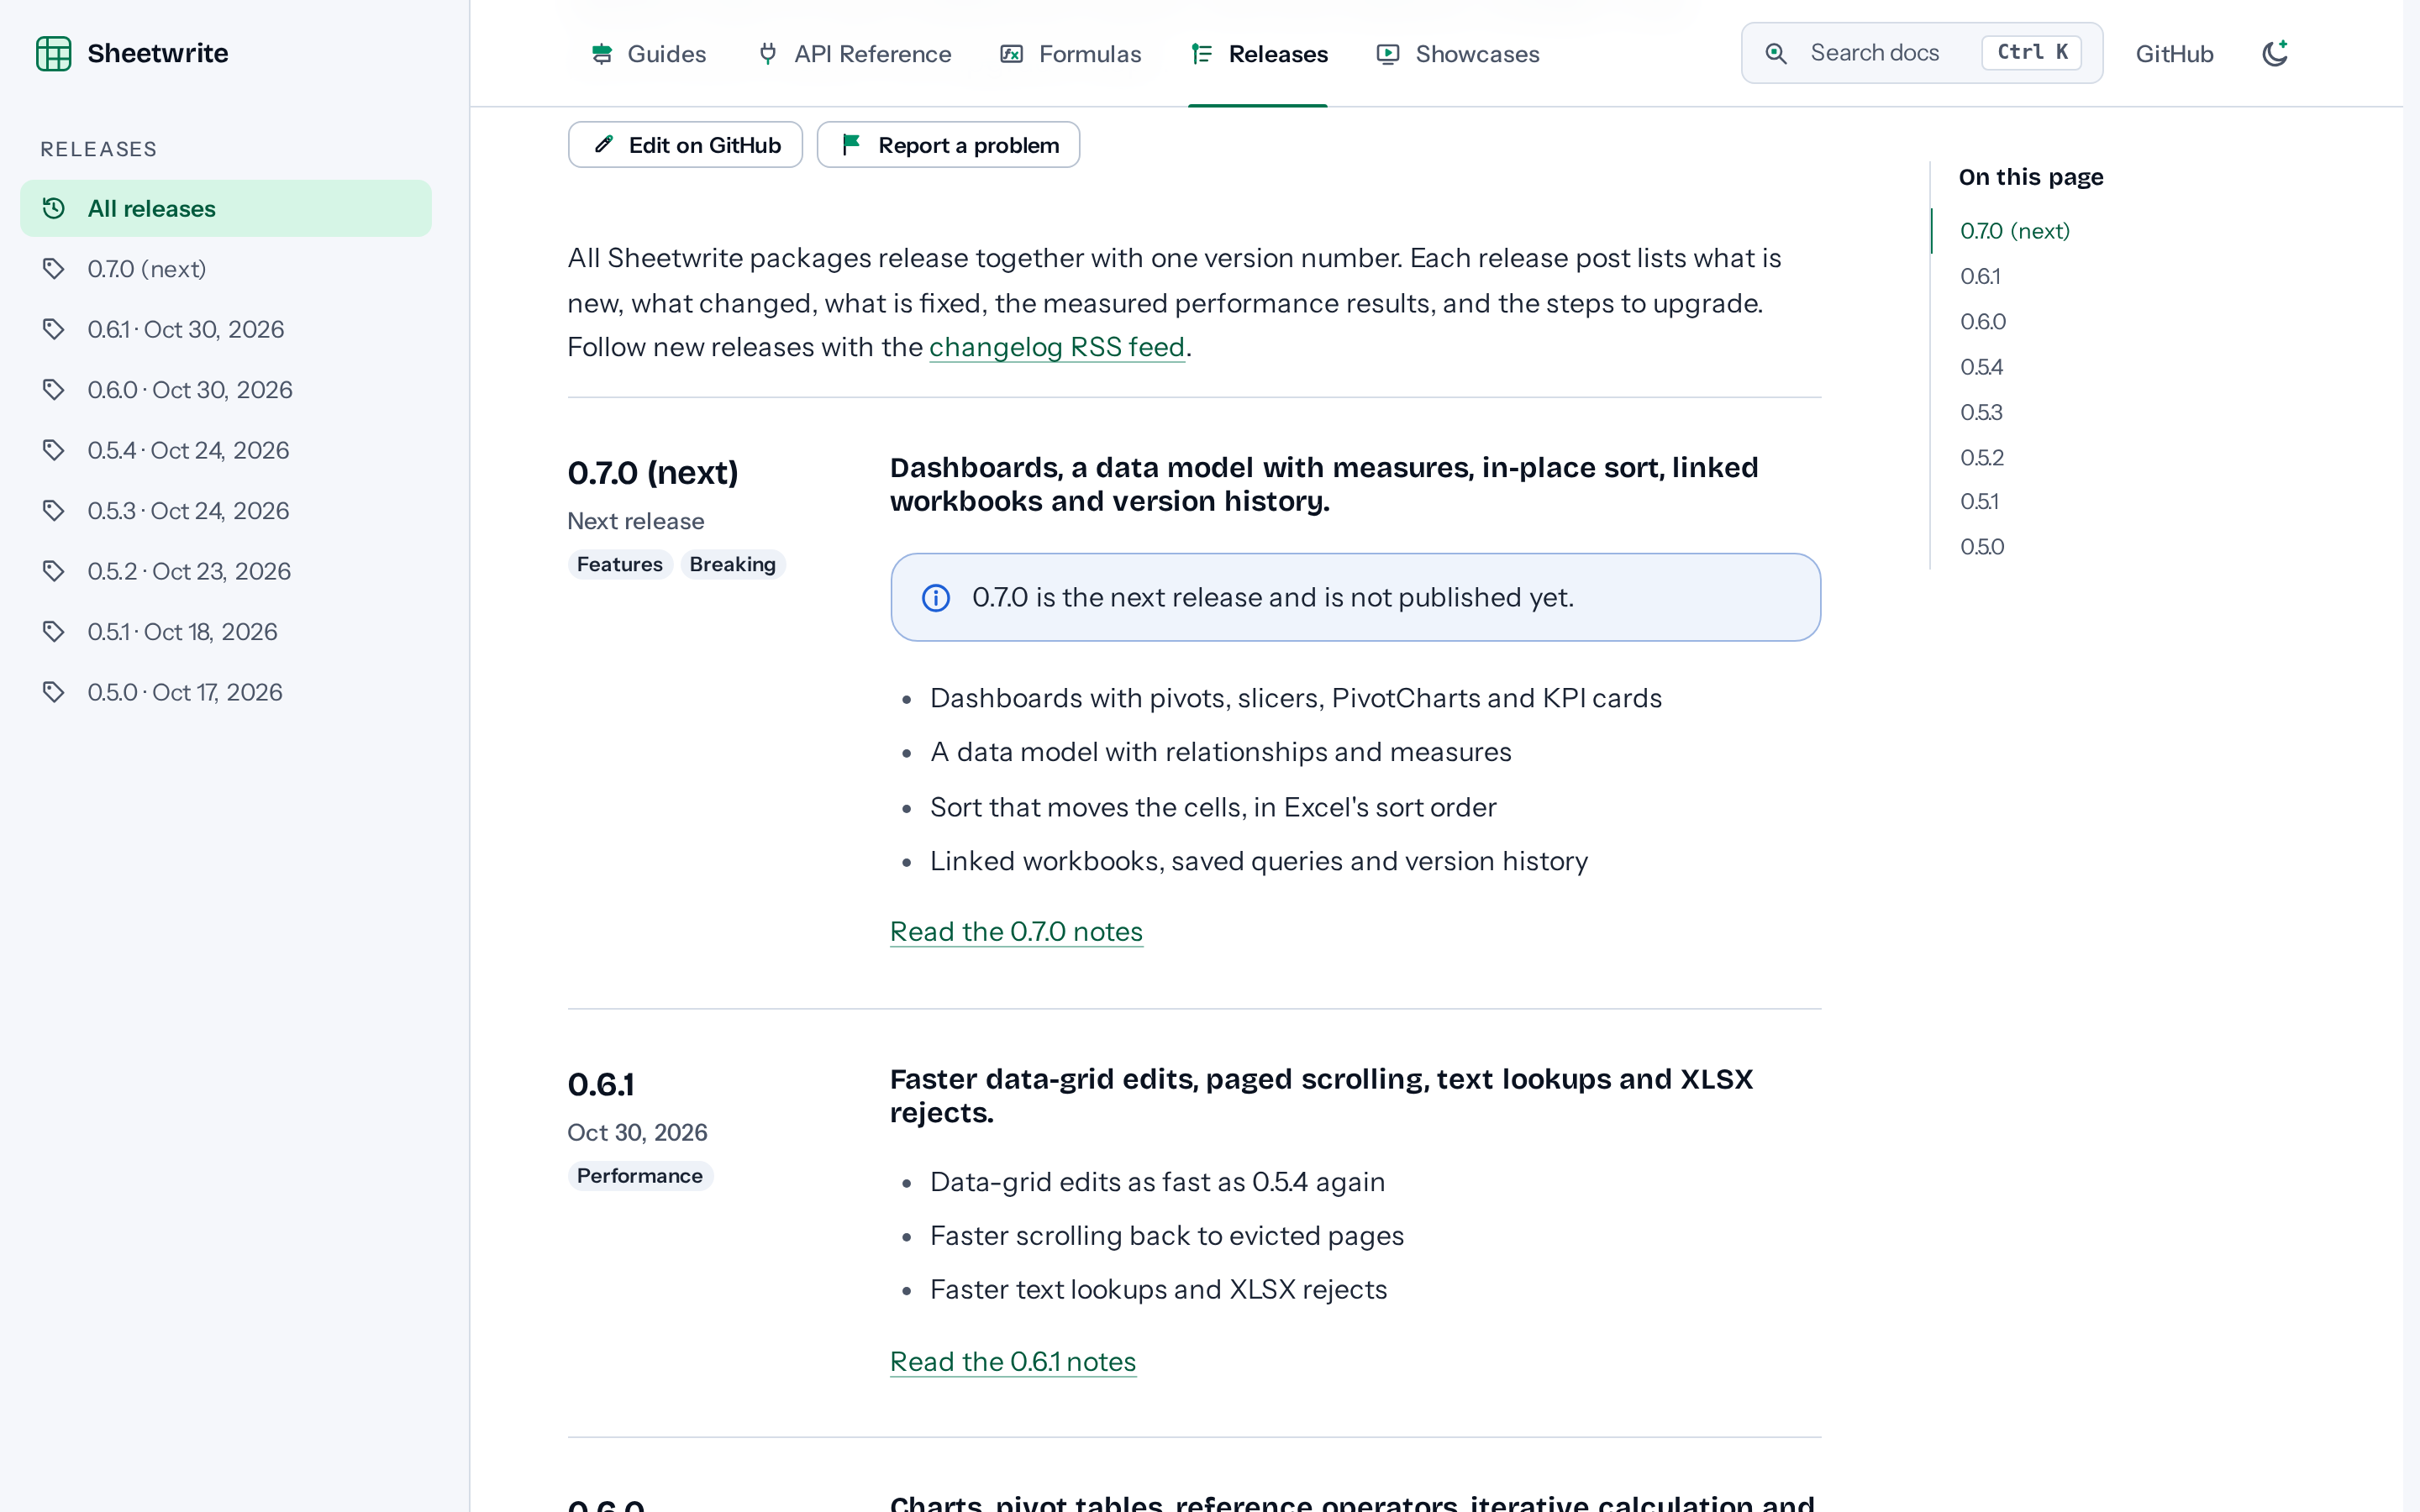 Sheetwrite
Guides
API Reference
Formulas
Releases
Showcases
Search docs
Ctrl K
GitHub
RELEASES
All releases
0.7.0 (next)
0.6.1 · Oct 30, 2026
0.6.0 · Oct 30, 2026
0.5.4 · Oct 24, 2026
0.5.3 · Oct 24, 2026
0.5.2 · Oct 23, 2026
0.5.1 · Oct 18, 2026
0.5.0 · Oct 17, 2026
Edit on GitHub
Report a problem
All Sheetwrite packages release together with one version number. Each release post lists what is
new, what changed, what is fixed, the measured performance results, and the steps to upgrade.
Follow new releases with the changelog RSS feed.
0.7.0 (next)
Next release
Features
Breaking
Dashboards, a data model with measures, in-place sort, linked
workbooks and version history.
0.7.0 is the next release and is not published yet.
• Dashboards with pivots, slicers, PivotCharts and KPI cards
• A data model with relationships and measures
• Sort that moves the cells, in Excel's sort order
• Linked workbooks, saved queries and version history
Read the 0.7.0 notes
0.6.1
Oct 30, 2026
Performance
Faster data-grid edits, paged scrolling, text lookups and XLSX
rejects.
• Data-grid edits as fast as 0.5.4 again
• Faster scrolling back to evicted pages
• Faster text lookups and XLSX rejects
Read the 0.6.1 notes
0.6.0
Charts, pivot tables, reference operators, iterative calculation and
On this page
0.7.0 (next)
0.6.1
0.6.0
0.5.4
0.5.3
0.5.2
0.5.1
0.5.0